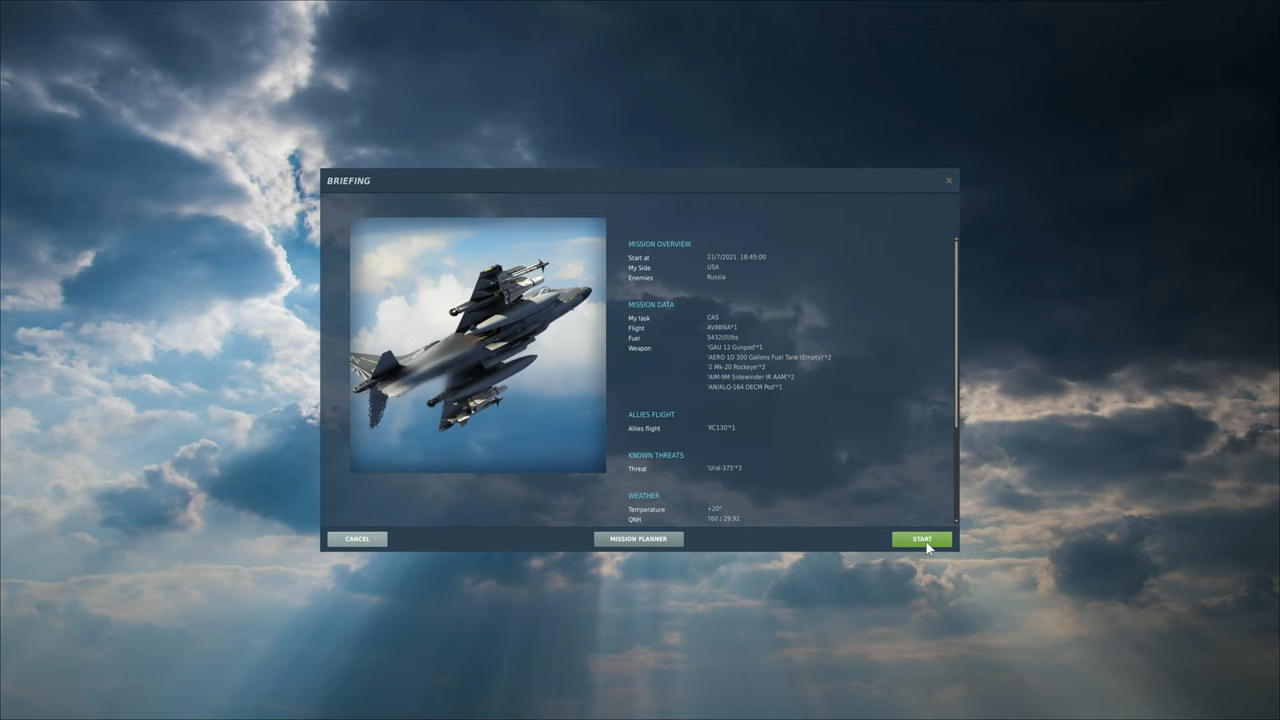 BRIEFING
MISSION OVERVIEW
Start at 21/7/2021 18:45:00
My Side USA
Enemies Russia
MISSION DATA
My task CAS
Flight AV8BNA*1
Fuel 5432(0)lbs
Weapon 'GAU 12 Gunpod'*1
'AERO 1D 300 Gallons Fuel Tank (Empty)'*2
'2 Mk-20 Rockeye'*2
'AIM-9M Sidewinder IR AAM'*2
'AN/ALQ-164 DECM Pod'*1
ALLIES FLIGHT
Allies flight 'KC130'*1
KNOWN THREATS
Threat 'Ural-375'*3
WEATHER
Temperature +20°
QNH 760 / 29.92
CANCEL MISSION PLANNER START